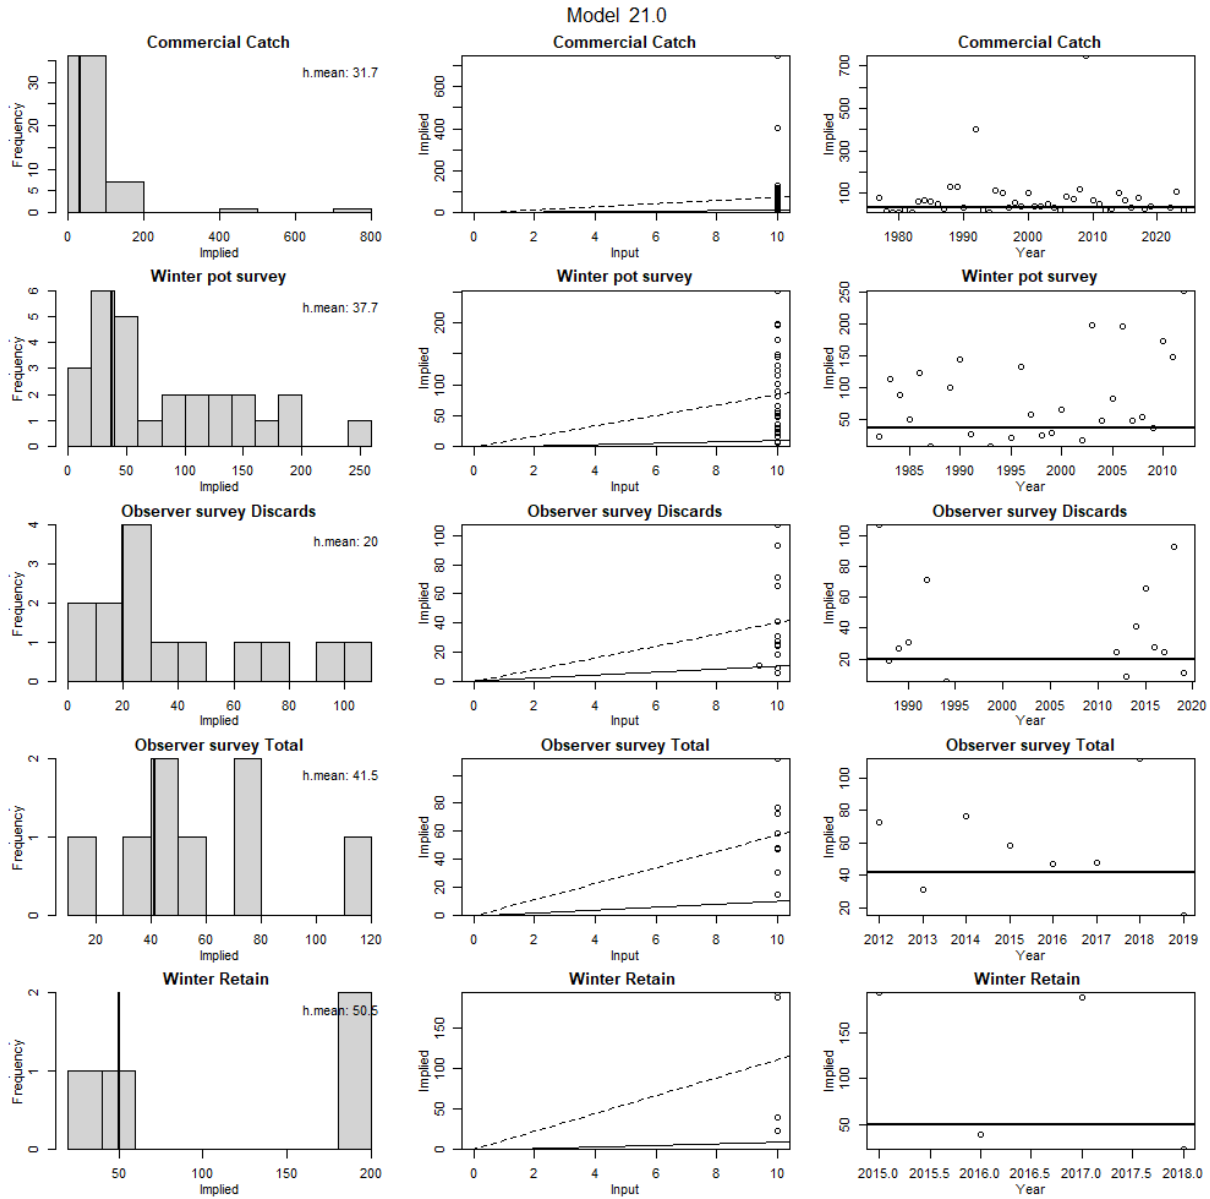 Model 21.0
Commercial Catch
h.mean: 31.7
Frequency
0 5 15 30
0 200 400 600 800
Implied
Commercial Catch
Implied
0 200 400 600
0 2 4 6 8 10
Input
Commercial Catch
Implied
100 300 500 700
1980 1990 2000 2010 2020
Year
Winter pot survey
h.mean: 37.7
Frequency
0 1 2 3 4 5 6
0 50 100 150 200 250
Implied
Winter pot survey
Implied
0 50 100 200
0 2 4 6 8 10
Input
Winter pot survey
Implied
50 100 150 200 250
1985 1990 1995 2000 2005 2010
Year
Observer survey Discards
h.mean: 20
Frequency
0 1 2 3 4
0 20 40 60 80 100
Implied
Observer survey Discards
Implied
0 20 40 60 80 100
0 2 4 6 8 10
Input
Observer survey Discards
Implied
20 40 60 80 100
1990 1995 2000 2005 2010 2015 2020
Year
Observer survey Total
h.mean: 41.5
Frequency
0 1 2
20 40 60 80 100 120
Implied
Observer survey Total
Implied
0 20 40 60 80 100
0 2 4 6 8 10
Input
Observer survey Total
Implied
20 40 60 80 100
2012 2013 2014 2015 2016 2017 2018 2019
Year
Winter Retain
h.mean: 50.5
Frequency
0 1 2
50 100 150 200
Implied
Winter Retain
Implied
0 50 100 150
0 2 4 6 8 10
Input
Winter Retain
Implied
50 100 150
2015.0 2015.5 2016.0 2016.5 2017.0 2017.5 2018.0
Year